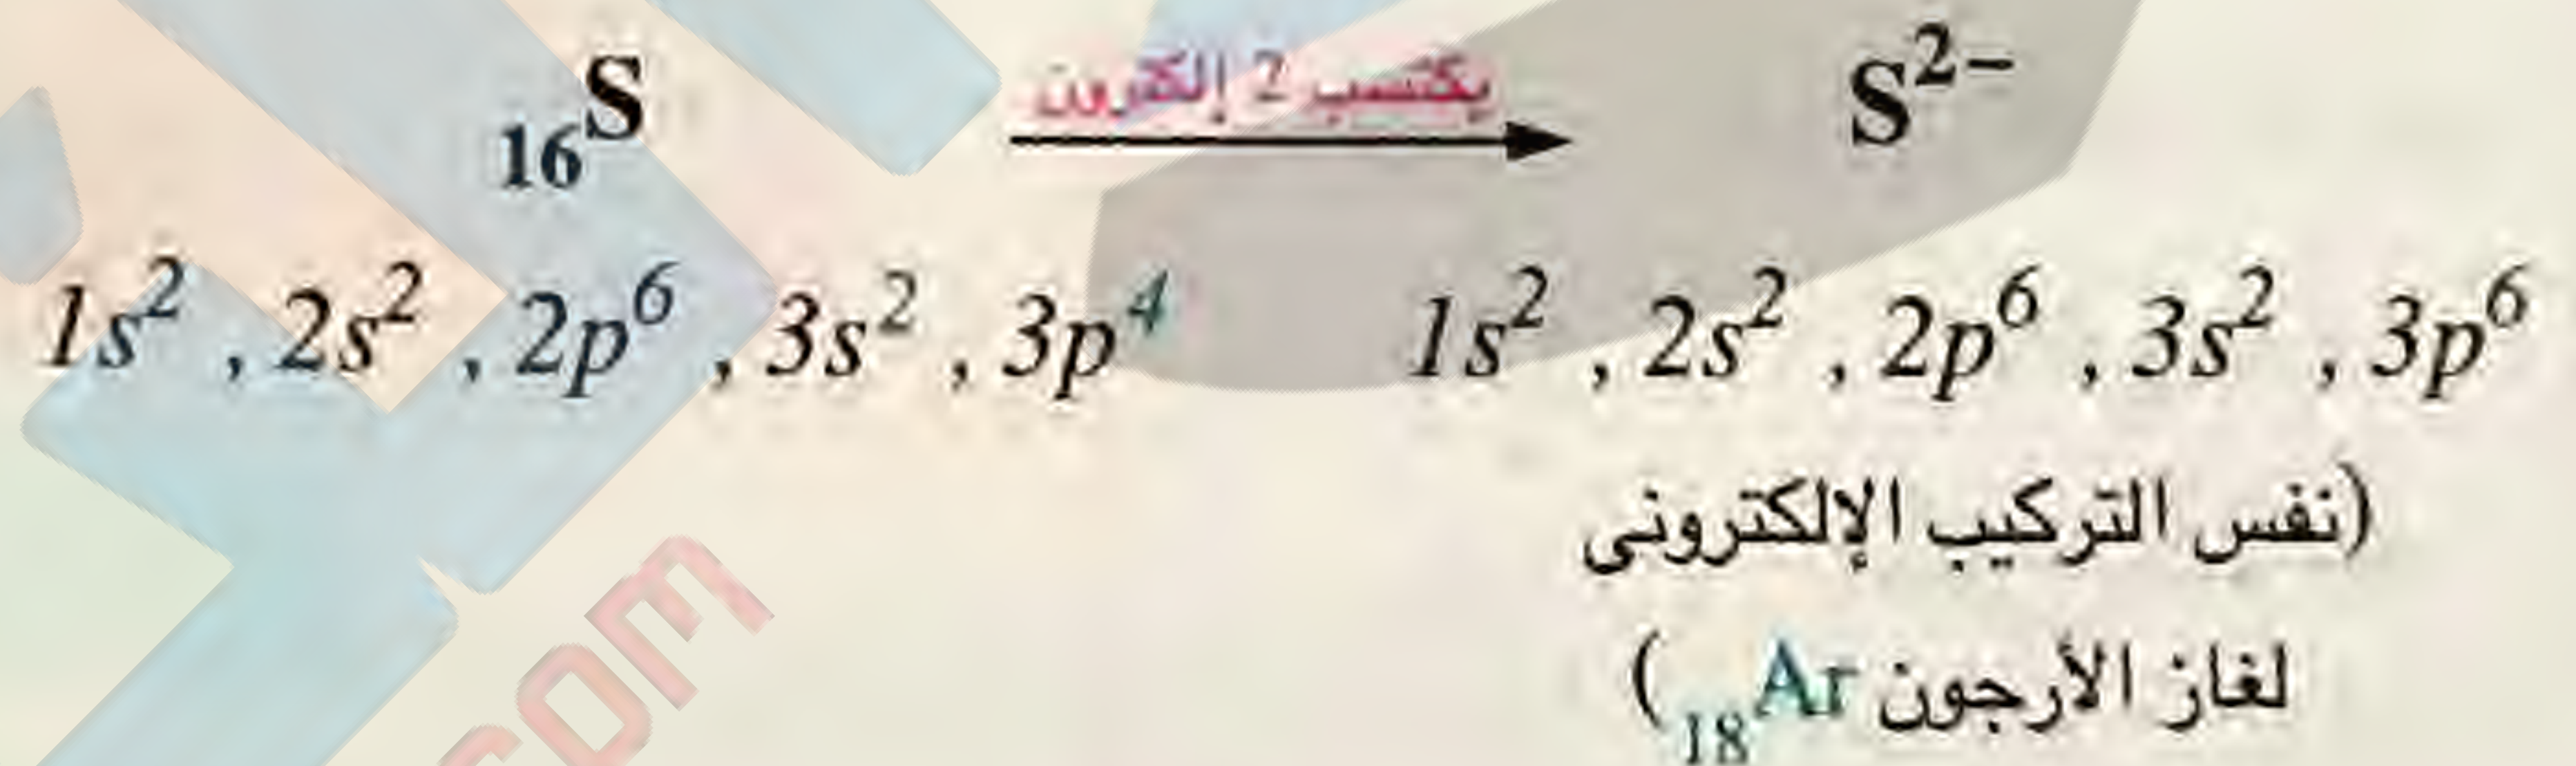 ₁₆S يكتسب 2 إلكترون S²⁻
1s² , 2s² , 2p⁶ , 3s² , 3p⁴ 1s² , 2s² , 2p⁶ , 3s² , 3p⁶
(نفس التركيب الإلكترونى
لغاز الأرجون ₁₈Ar)
com